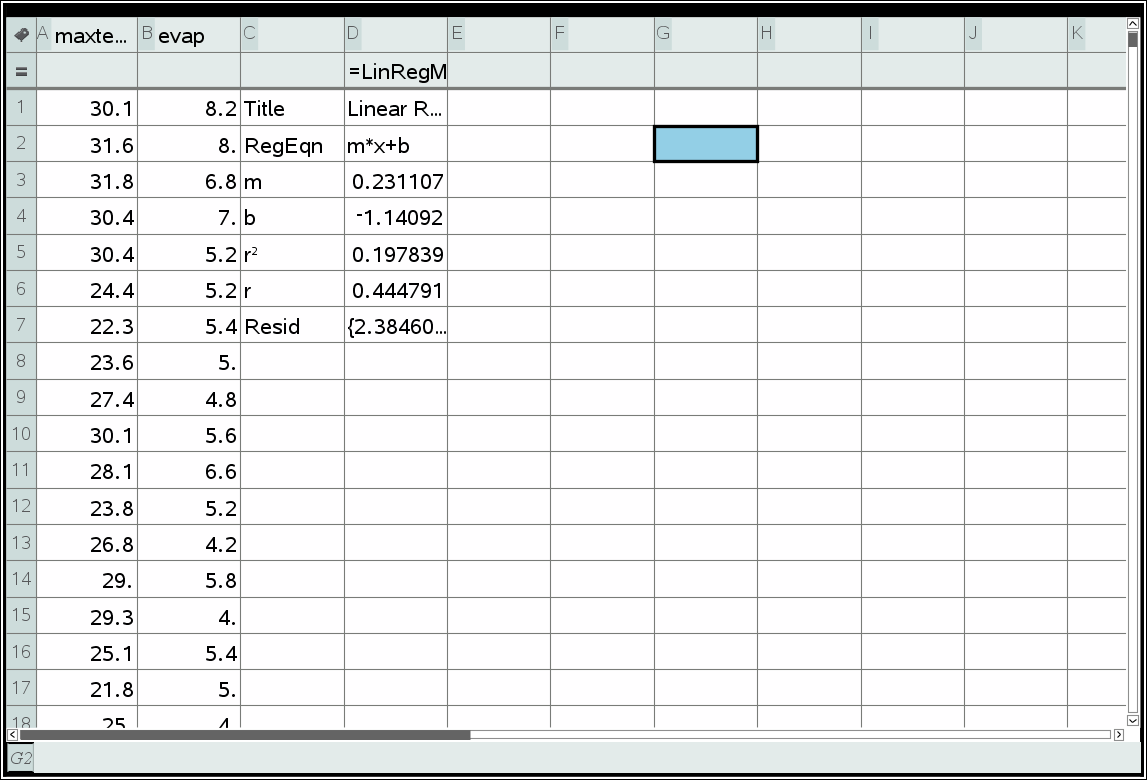 A maxte... B evap C D E F G H I J K
= =LinRegM
1 30.1 8.2 Title Linear R...
2 31.6 8. RegEqn m*x+b
3 31.8 6.8 m 0.231107
4 30.4 7. b -1.14092
5 30.4 5.2 r² 0.197839
6 24.4 5.2 r 0.444791
7 22.3 5.4 Resid {2.38460...
8 23.6 5.
9 27.4 4.8
10 30.1 5.6
11 28.1 6.6
12 23.8 5.2
13 26.8 4.2
14 29. 5.8
15 29.3 4.
16 25.1 5.4
17 21.8 5.
18 25. 4.
G2